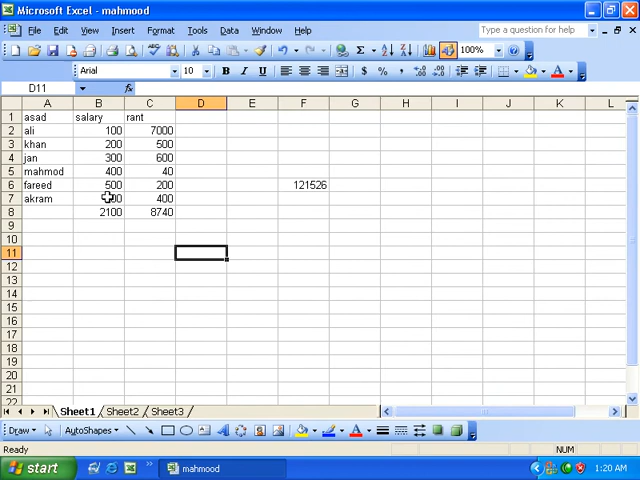 Microsoft Excel - mahmood
File Edit View Insert Format Tools Data Window Help Type a question for help
100%
Arial 10 B I U $ % ,
D11 fx
A B C D E F G H I J K L
1 asad salary rant
2 ali 100 7000
3 khan 200 500
4 jan 300 600
5 mahmod 400 40
6 fareed 500 200 121526
7 akram 400
8 2100 8740
9
10
11
12
13
14
15
16
17
18
19
20
21
22
Sheet1 Sheet2 Sheet3
Draw AutoShapes
Ready NUM
start mahmood 1:20 AM